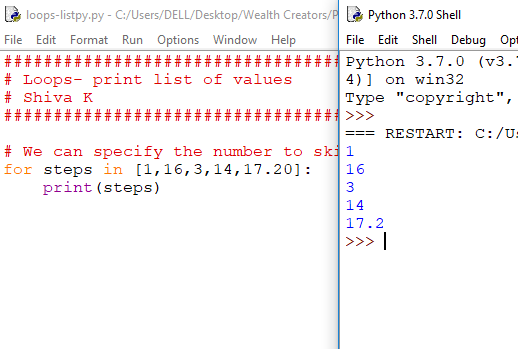 loops-listpy.py - C:/Users/DELL/Desktop/Wealth Creators/P
File Edit Format Run Options Window Help
##################################
# Loops- print list of values
# Shiva K
##################################
# We can specify the number to ski
for steps in [1,16,3,14,17.20]:
    print(steps)
Python 3.7.0 Shell
File Edit Shell Debug Opt
Python 3.7.0 (v3.7
4)] on win32
Type "copyright",
>>>
=== RESTART: C:/Us
1
16
3
14
17.2
>>>